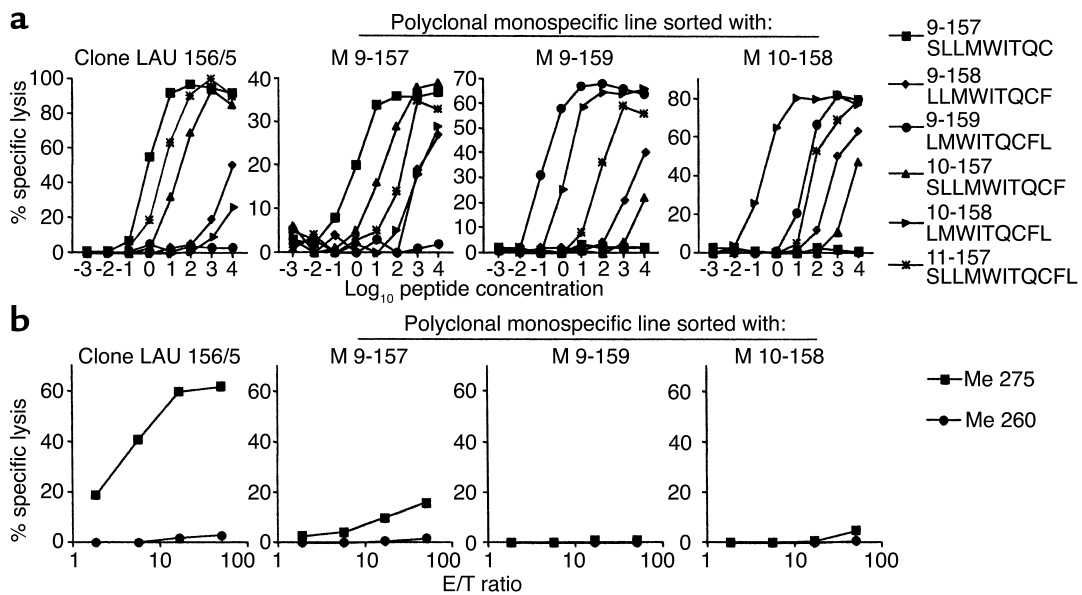 a
Polyclonal monospecific line sorted with:
Clone LAU 156/5
M 9-157
M 9-159
M 10-158
% specific lysis
100
80
60
40
20
0
40
30
20
10
0
70
60
50
40
30
20
10
0
80
60
40
20
0
-3 -2 -1 0 1 2 3 4
-3 -2 -1 0 1 2 3 4
-3 -2 -1 0 1 2 3 4
-3 -2 -1 0 1 2 3 4
Log10 peptide concentration
9-157
SLLMWITQC
9-158
LLMWITQCF
9-159
LMWITQCFL
10-157
SLLMWITQCF
10-158
LMWITQCFL
11-157
SLLMWITQCFL
b
Polyclonal monospecific line sorted with:
Clone LAU 156/5
M 9-157
M 9-159
M 10-158
% specific lysis
60
40
20
0
60
40
20
0
60
40
20
0
60
40
20
0
1 10 100
1 10 100
1 10 100
1 10 100
E/T ratio
Me 275
Me 260